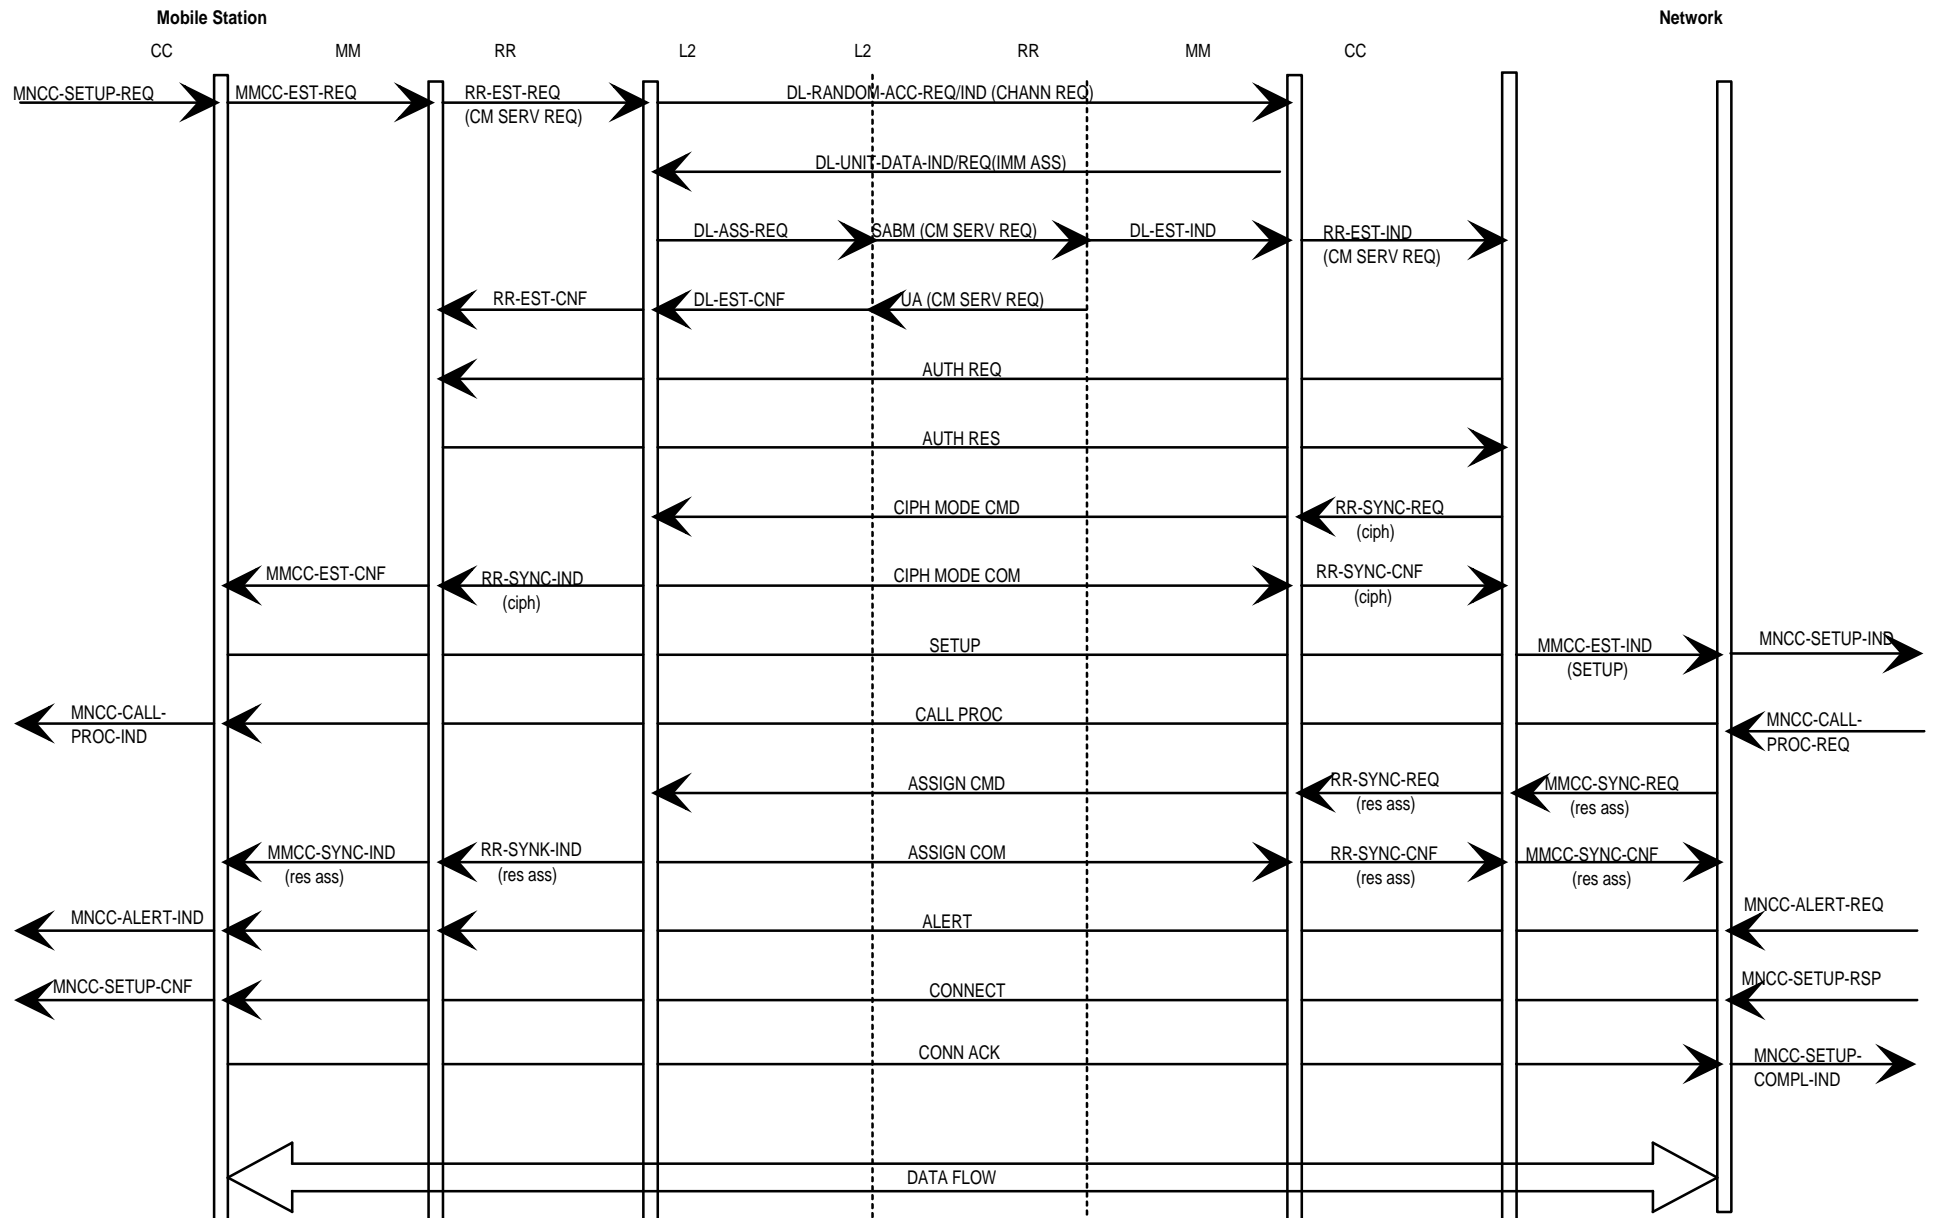 Mobile Station Network
CC MM RR L2 L2 RR MM CC
MNCC-SETUP-REQ MMCC-EST-REQ RR-EST-REQ DL-RANDOM-ACC-REQ/IND (CHANN REQ)
(CM SERV REQ)
DL-UNIT-DATA-IND/REQ(IMM ASS)
DL-ASS-REQ SABM (CM SERV REQ) DL-EST-IND RR-EST-IND
(CM SERV REQ)
RR-EST-CNF DL-EST-CNF UA (CM SERV REQ)
AUTH REQ
AUTH RES
CIPH MODE CMD RR-SYNC-REQ
(ciph)
MMCC-EST-CNF RR-SYNC-IND CIPH MODE COM RR-SYNC-CNF
(ciph) (ciph)
SETUP MMCC-EST-IND MNCC-SETUP-IND
(SETUP)
MNCC-CALL- CALL PROC MNCC-CALL-
PROC-IND PROC-REQ
ASSIGN CMD RR-SYNC-REQ MMCC-SYNC-REQ
(res ass) (res ass)
MMCC-SYNC-IND RR-SYNK-IND ASSIGN COM RR-SYNC-CNF MMCC-SYNC-CNF
(res ass) (res ass) (res ass) (res ass)
MNCC-ALERT-IND ALERT MNCC-ALERT-REQ
MNCC-SETUP-CNF CONNECT MNCC-SETUP-RSP
CONN ACK MNCC-SETUP-
COMPL-IND
DATA FLOW